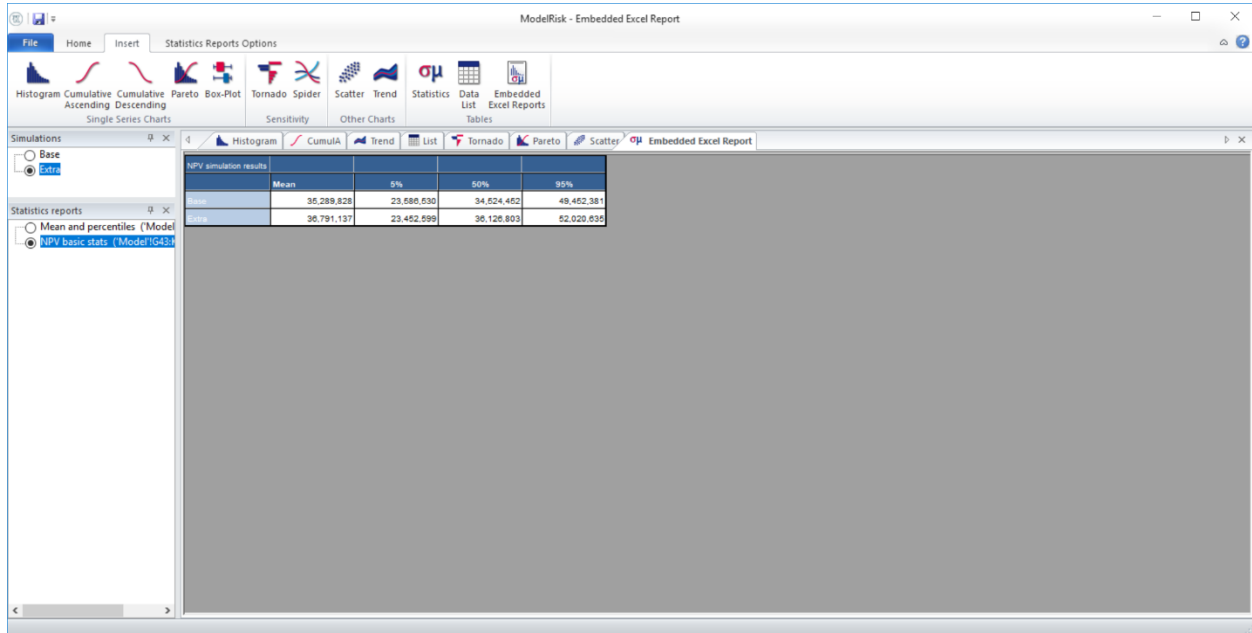 ModelRisk - Embedded Excel Report
File Home Insert Statistics Reports Options
Histogram Cumulative Ascending Cumulative Descending Pareto Box-Plot Tornado Spider Scatter Trend Statistics Data List Embedded Excel Reports
Single Series Charts Sensitivity Other Charts Tables
Simulations
Base
Extra
Statistics reports
Mean and percentiles ('Model
NPV basic stats ('Model'!G43:K
Histogram CumulA Trend List Tornado Pareto Scatter σμ Embedded Excel Report
NPV simulation results
Mean 5% 50% 95%
Base 35,289,828 23,586,530 34,524,452 49,452,381
Extra 36,791,137 23,452,599 36,126,803 52,020,635